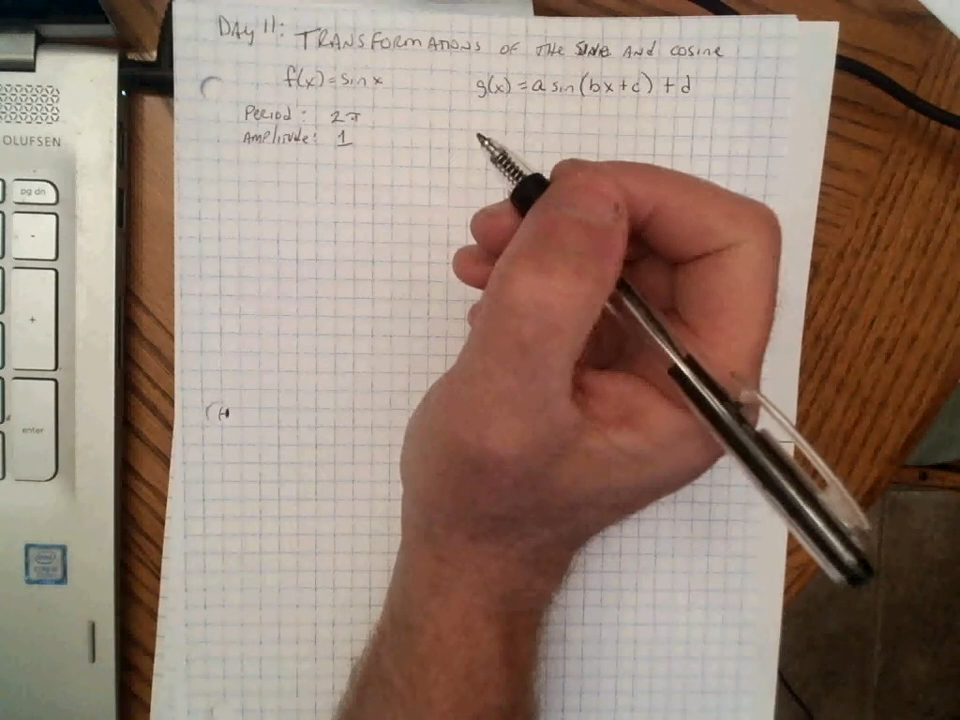 DAY 11: TRANSFORMATIONS OF THE SINE AND COSINE
f(x) = sin x g(x) = a sin(bx+c) + d
PERIOD: 2π
AMPLITUDE: 1
OLUFSEN
pg dn
-
+
enter
intel